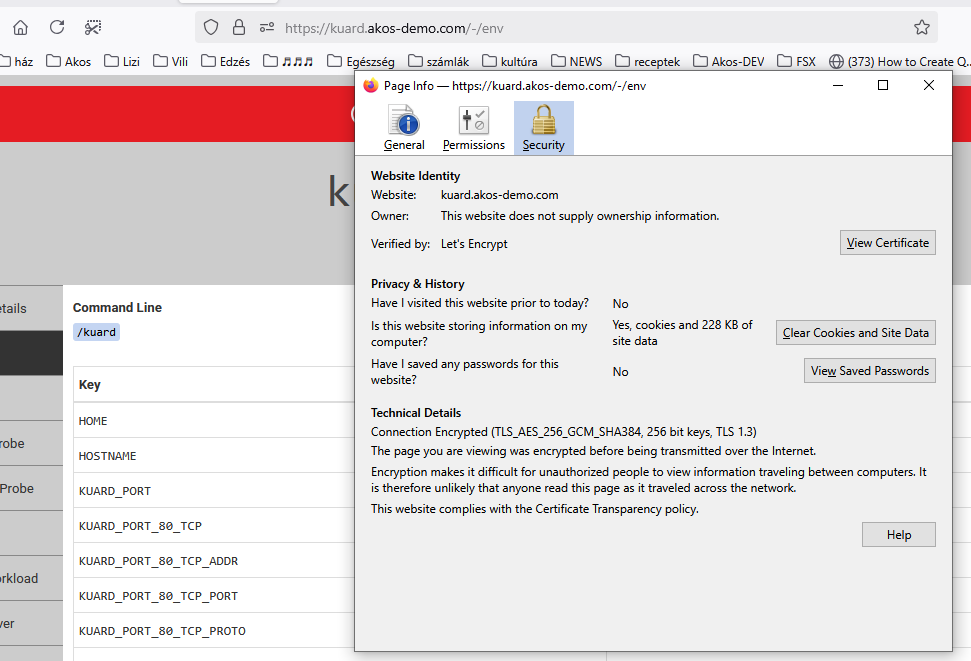 https://kuard.akos-demo.com/-/env
ház Akos Lizi Vili Edzés ♬♬♬ Egészség számlák kultúra NEWS receptek Akos-DEV FSX (373) How to Create Q...
Page Info — https://kuard.akos-demo.com/-/env
General Permissions Security
Website Identity
Website: kuard.akos-demo.com
Owner: This website does not supply ownership information.
Verified by: Let's Encrypt
View Certificate
Privacy & History
Have I visited this website prior to today? No
Is this website storing information on my computer?
Yes, cookies and 228 KB of site data
Clear Cookies and Site Data
Have I saved any passwords for this website?
No
View Saved Passwords
Technical Details
Connection Encrypted (TLS_AES_256_GCM_SHA384, 256 bit keys, TLS 1.3)
The page you are viewing was encrypted before being transmitted over the Internet.
Encryption makes it difficult for unauthorized people to view information traveling between computers. It
is therefore unlikely that anyone read this page as it traveled across the network.
This website complies with the Certificate Transparency policy.
Help
k
etails
robe
Probe
orkload
ver
Command Line
/kuard
Key
HOME
HOSTNAME
KUARD_PORT
KUARD_PORT_80_TCP
KUARD_PORT_80_TCP_ADDR
KUARD_PORT_80_TCP_PORT
KUARD_PORT_80_TCP_PROTO